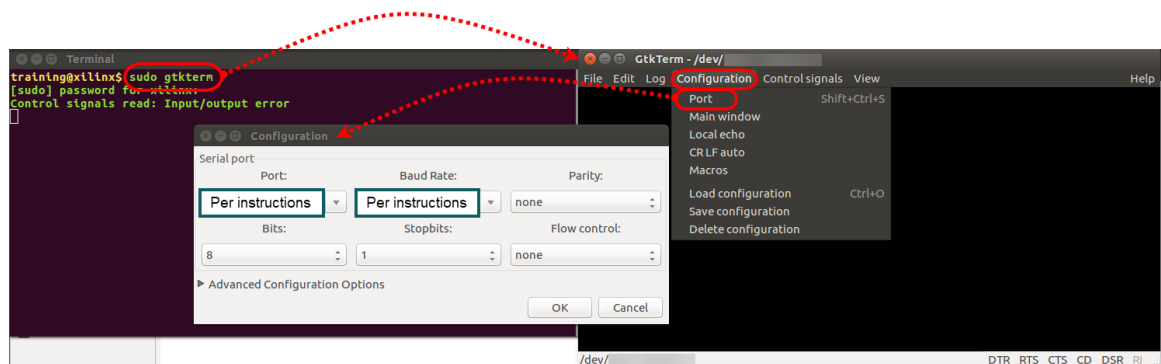 Terminal
training@xilinx$ sudo gtkterm
[sudo] password for xilinx:
Control signals read: Input/output error
GtkTerm - /dev/
File Edit Log Configuration Control signals View Help
Port Shift+Ctrl+S
Main window
Local echo
CR LF auto
Macros
Load configuration Ctrl+O
Save configuration
Delete configuration
Configuration
Serial port
Port: Baud Rate: Parity:
Per instructions Per instructions none
Bits: Stopbits: Flow control:
8 1 none
Advanced Configuration Options
OK Cancel
/dev/ DTR RTS CTS CD DSR RI